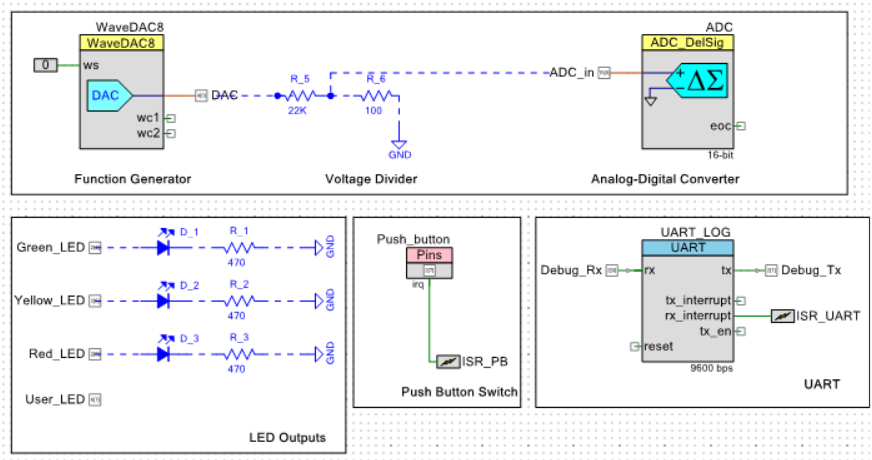 WaveDAC8
WaveDAC8
0
ws
DAC
DAC
wc1
wc2
Function Generator
R_5
22K
R_6
100
GND
Voltage Divider
ADC_in
ADC
ADC_DelSig
+
-
ΔΣ
eoc
16-bit
Analog-Digital Converter
Green_LED
D_1
R_1
470
GND
Yellow_LED
D_2
R_2
470
GND
Red_LED
D_3
R_3
470
GND
User_LED
LED Outputs
Push_button
Pins
irq
ISR_PB
Push Button Switch
UART_LOG
UART
Debug_Rx
rx
tx
Debug_Tx
tx_interrupt
rx_interrupt
ISR_UART
tx_en
reset
9600 bps
UART